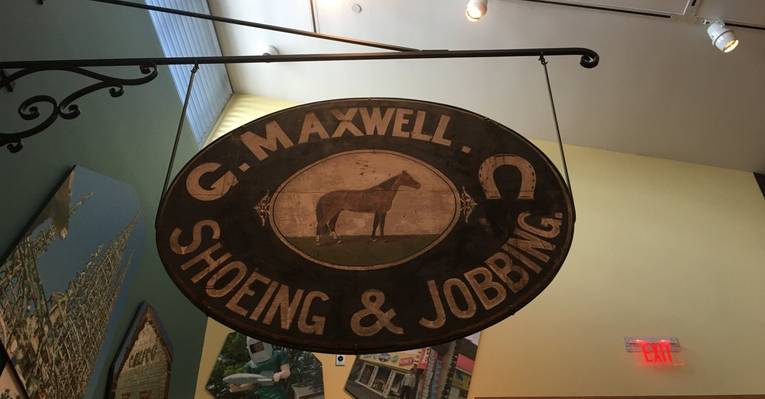 G. MAXWELL.
SHOEING & JOBBING.
EXIT